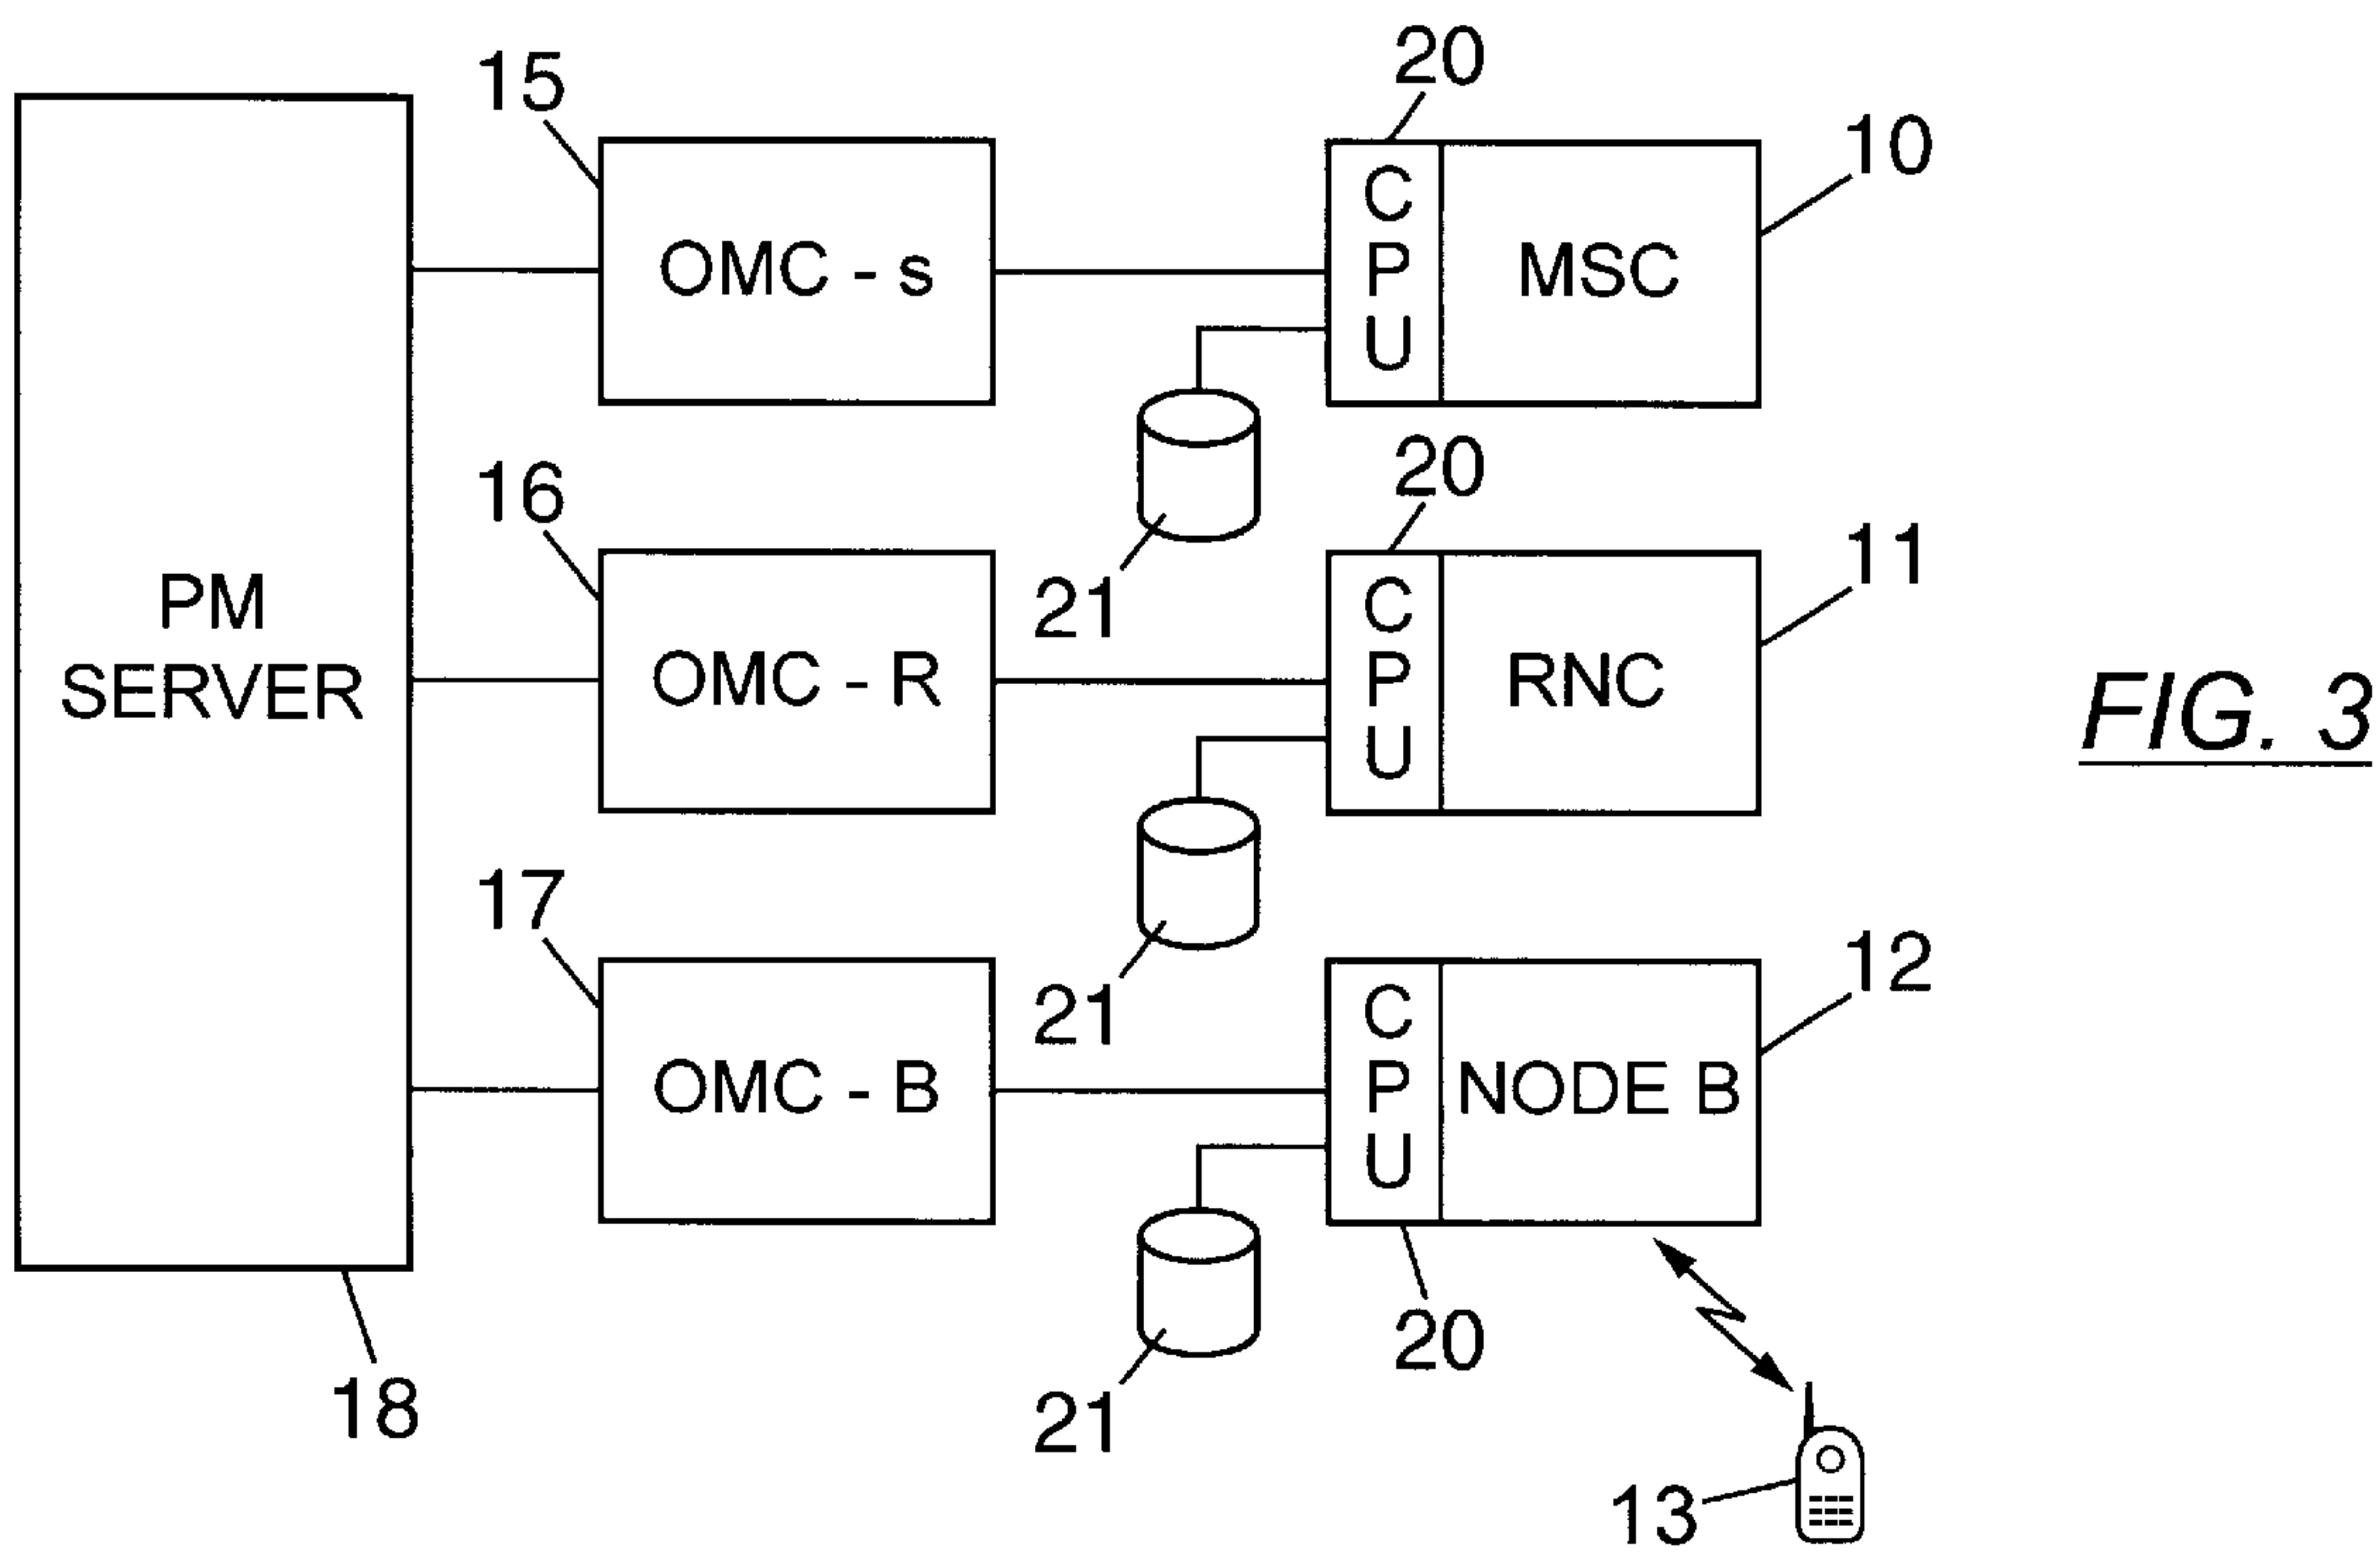 15
20
10
OMC - s
C
P
U
MSC
21
16
20
11
PM
SERVER
OMC - R
C
P
U
RNC
FIG. 3
21
17
12
OMC - B
C
P
U
NODE B
20
21
18
13